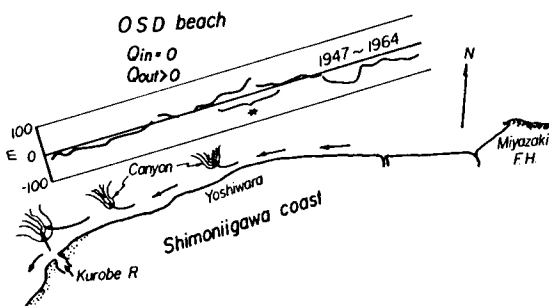 OSD beach
Qin = 0
Qout > 0
1947 ~ 1964
N
100
0
-100
m
*
Canyon
Yoshiwara
Miyazaki
F.H.
Shimoniigawa coast
Kurobe R